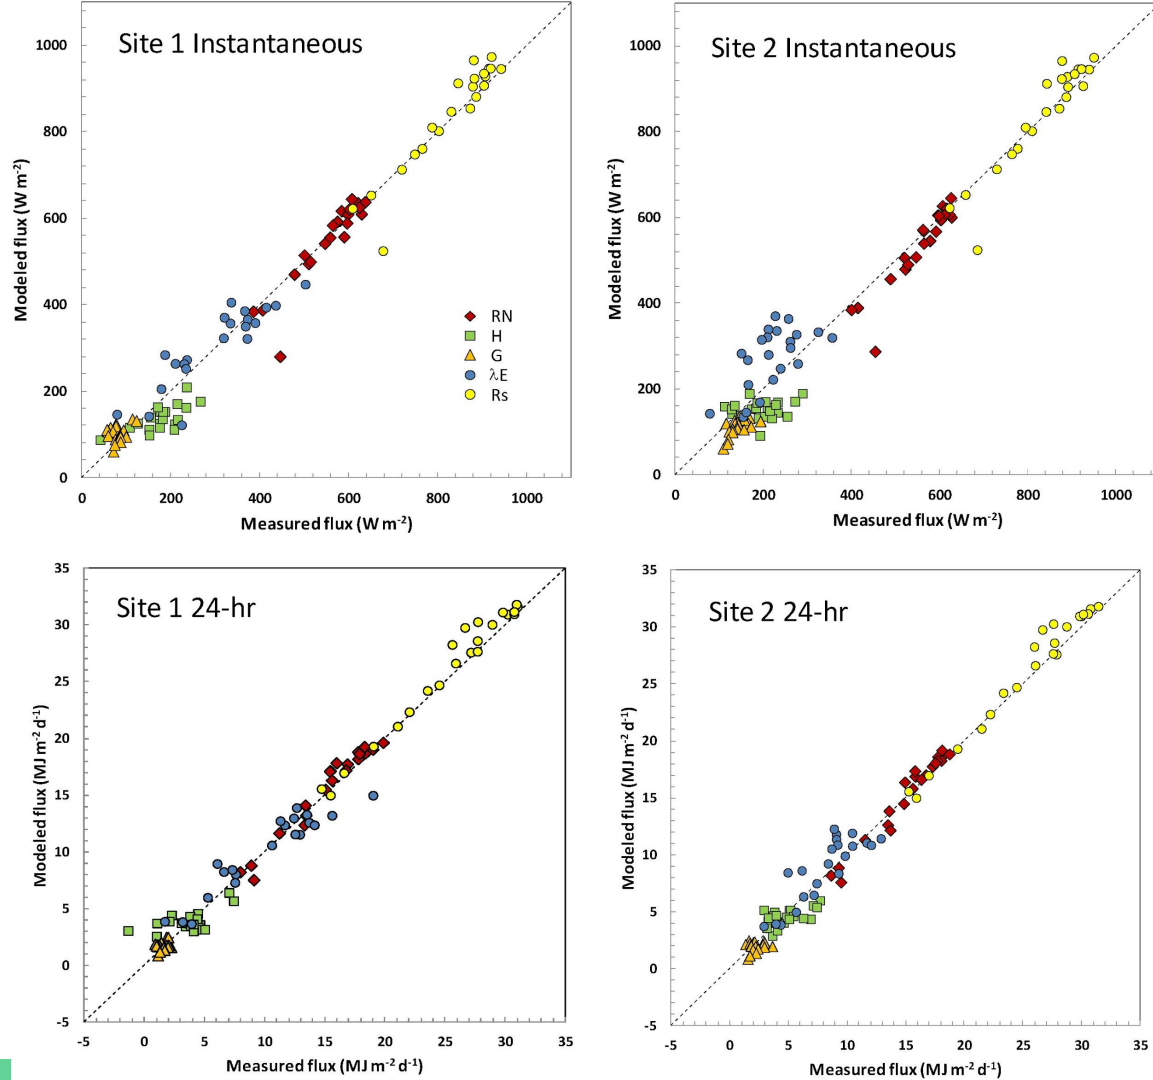 Site 1 Instantaneous
1000
800
600
400
200
0
Modeled flux (W m-2)
0 200 400 600 800 1000
Measured flux (W m-2)
RN
H
G
λE
Rs
Site 2 Instantaneous
1000
800
600
400
200
0
Modeled flux (W m-2)
0 200 400 600 800 1000
Measured flux (W m-2)
Site 1 24-hr
35
30
25
20
15
10
5
0
-5
Modeled flux (MJ m-2 d-1)
-5 0 5 10 15 20 25 30 35
Measured flux (MJ m-2 d-1)
Site 2 24-hr
35
30
25
20
15
10
5
0
-5
Modeled flux (MJ m-2 d-1)
-5 0 5 10 15 20 25 30 35
Measured flux (MJ m-2 d-1)